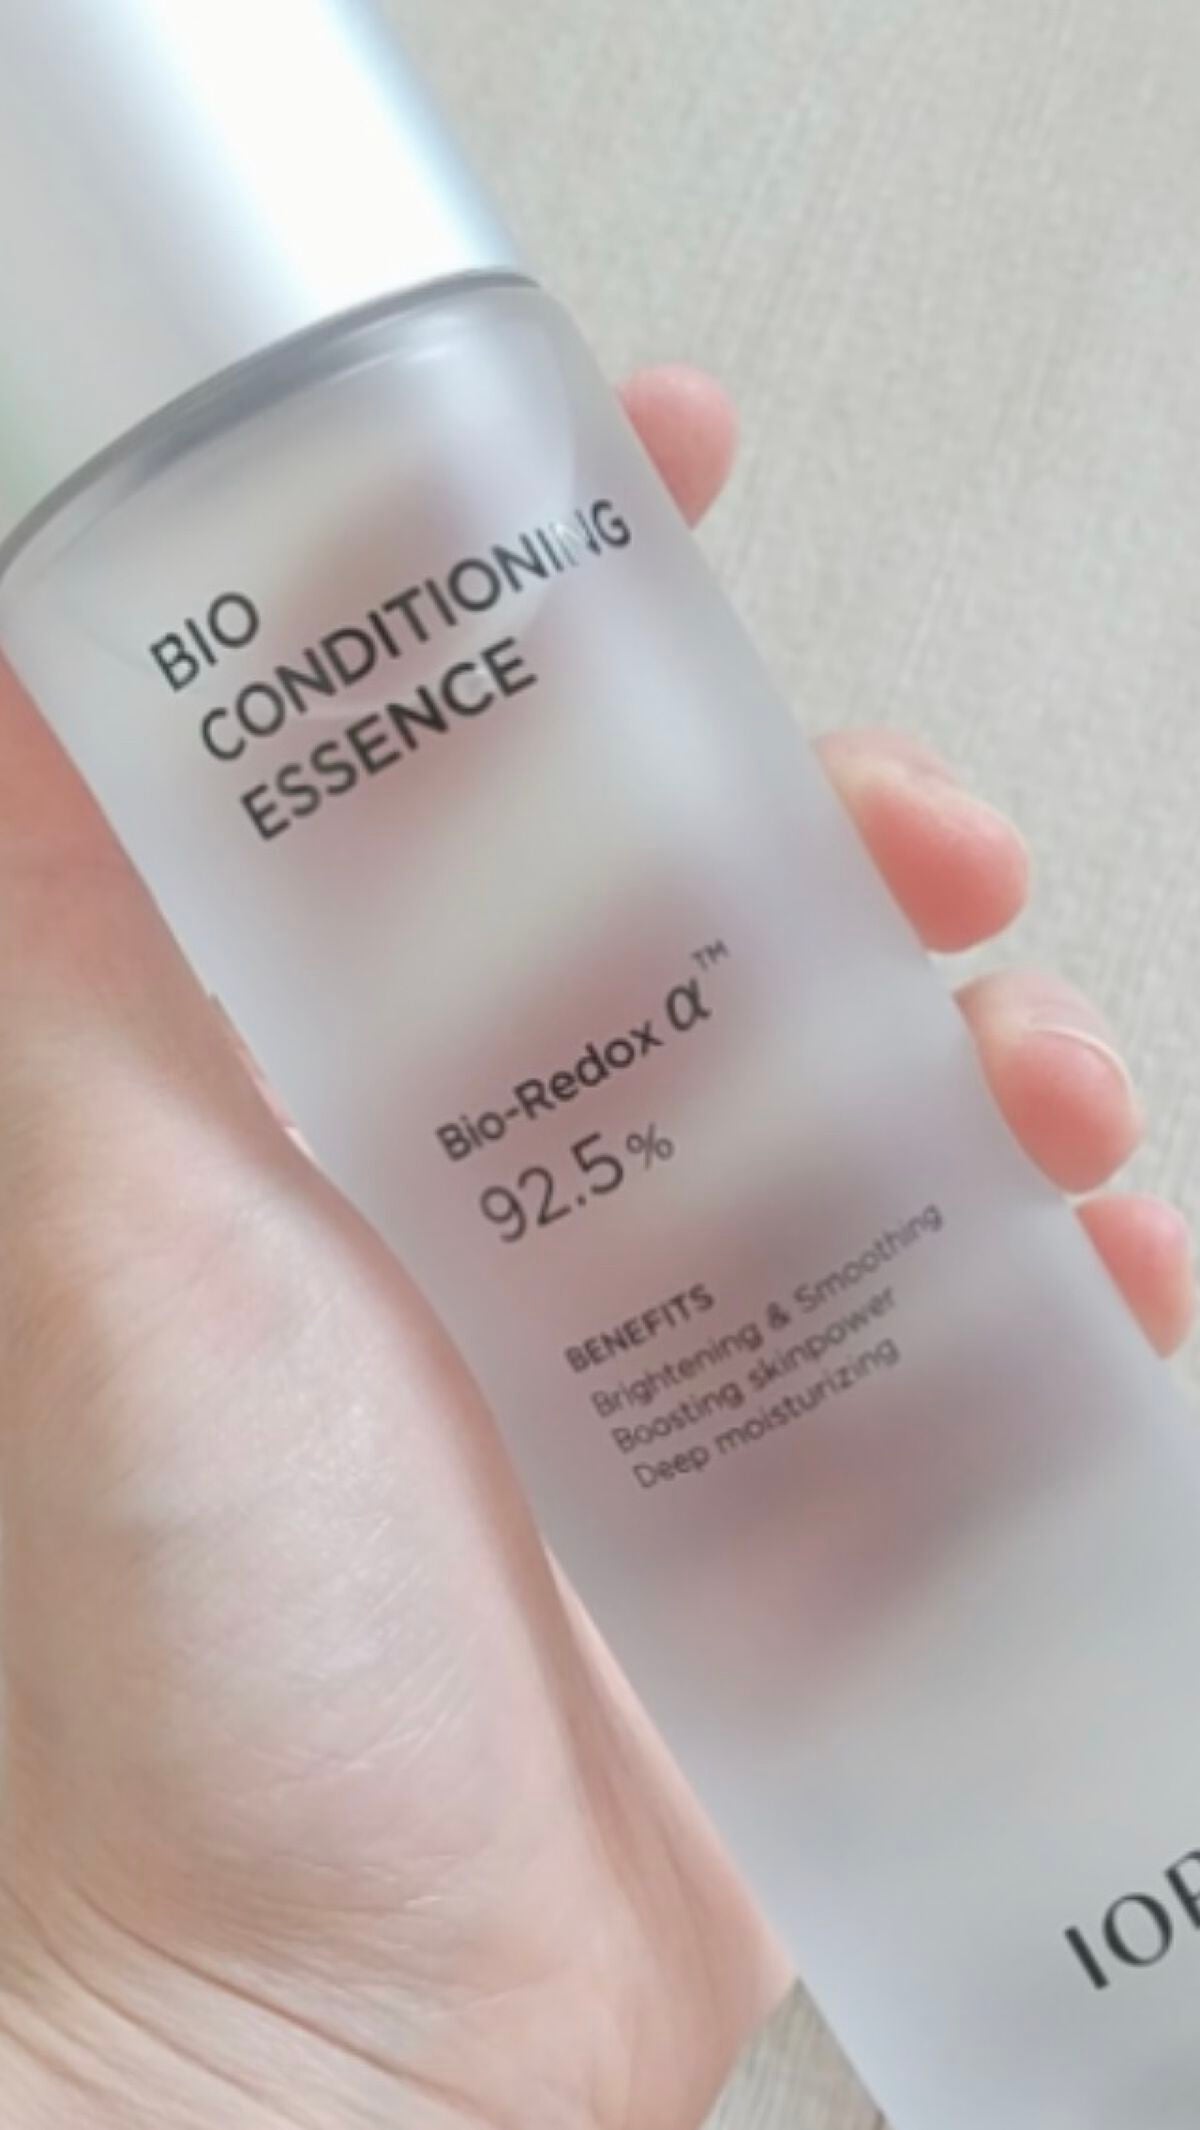 BIO
CONDITIONING
ESSENCE
Bio-Redox α™
92.5%
BENEFITS
Brightening & Smoothing
Boosting skinpower
Deep moisturizing